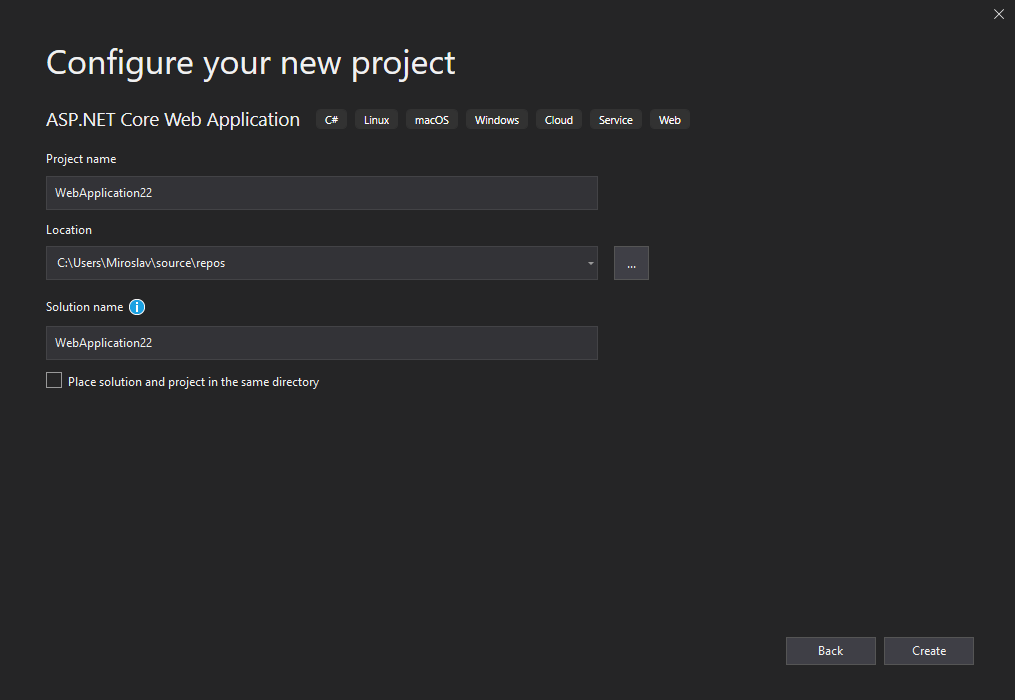 Configure your new project
ASP.NET Core Web Application C# Linux macOS Windows Cloud Service Web
Project name
WebApplication22
Location
C:\Users\Miroslav\source\repos
...
Solution name
WebApplication22
Place solution and project in the same directory
Back Create